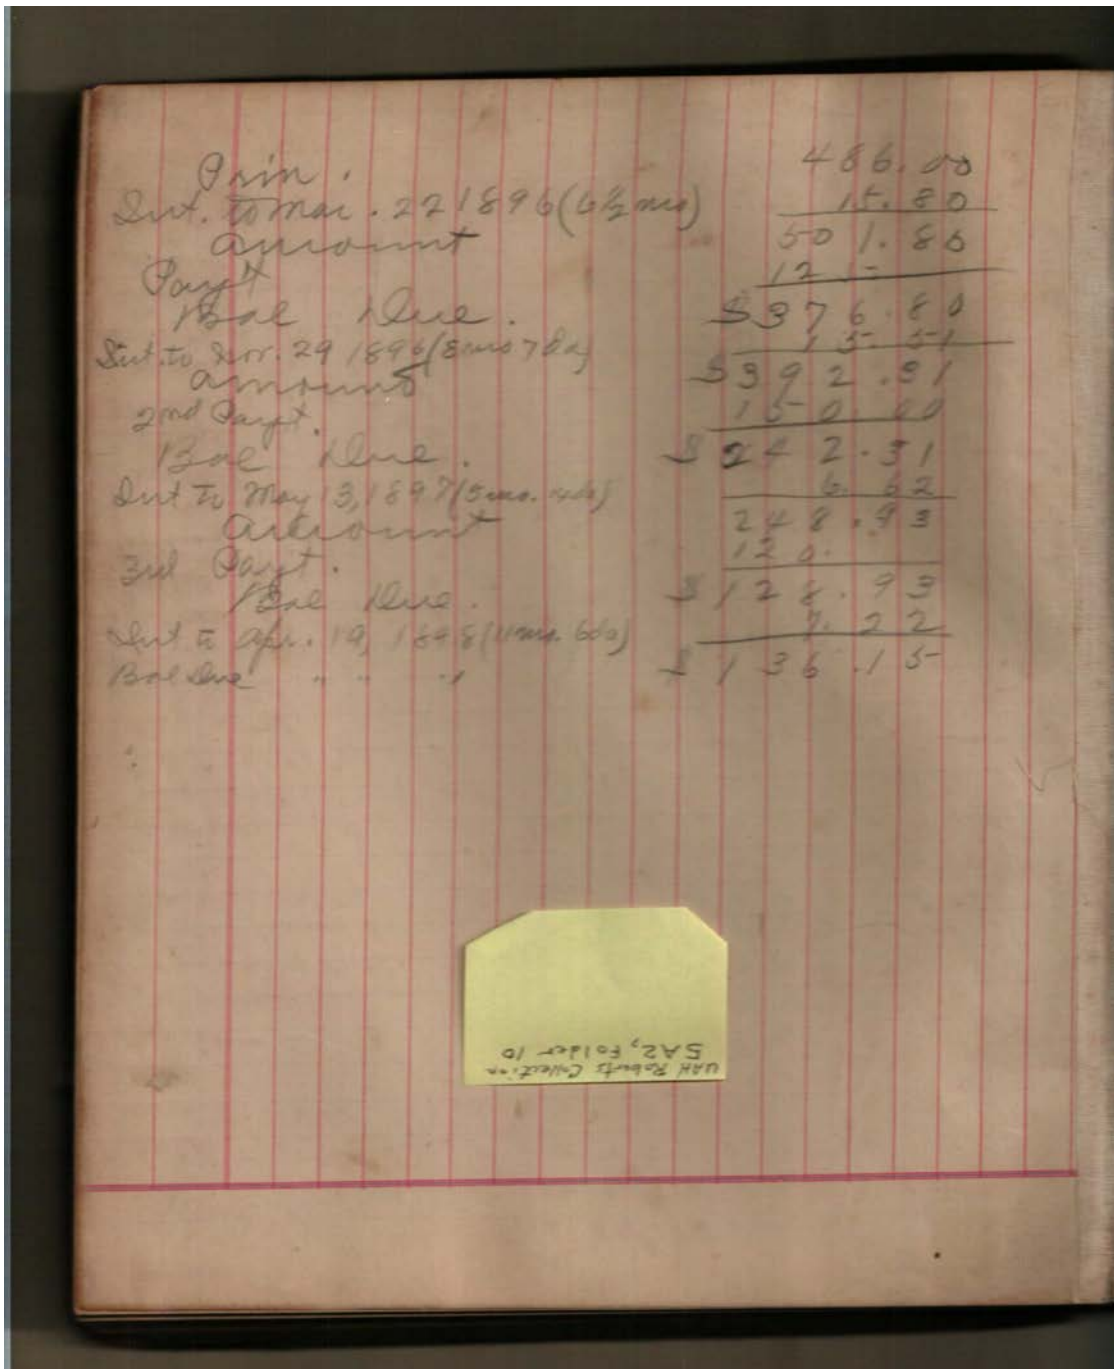 Prin. 486.00
Int. to Mar. 22 1896 (6½ mo) 15.80
Amount 501.80
Payt 125
Bal Due. $376.80
Int. to Nov. 29 1896 (8 mo 7 da) 15.51
Amount $392.31
2nd Payt. 150.00
Bal Due. $242.31
Int to May 13, 1897 (5 mo. 14 da) 6.62
Amount 248.93
3rd Payt. 120.
Bal Due. $128.93
Int to Apr. 19, 1898 (11 mo. 6 da) 7.22
Bal Due " " " $136.15
UAH Roberts Collection
5A2, Folder 10